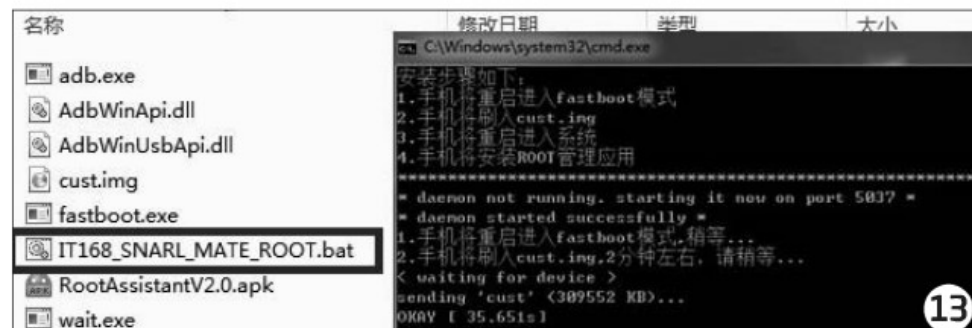 名称
修改日期
类型
大小
adb.exe
AdbWinApi.dll
AdbWinUsbApi.dll
cust.img
fastboot.exe
IT168_SNARL_MATE_ROOT.bat
RootAssistantV2.0.apk
wait.exe
C:\Windows\system32\cmd.exe
安装步骤如下:
1.手机将重启进入fastboot模式
2.手机将刷入cust.img
3.手机将重启进入系统
4.手机将安装ROOT管理应用
* daemon not running. starting it now on port 5037 *
* daemon started successfully *
1.手机将重启进入fastboot模式,稍等...
2.手机将刷入cust.img,2分钟左右, 请稍等...
< waiting for device >
sending 'cust' (309552 KB)...
OKAY [ 35.651s]
13